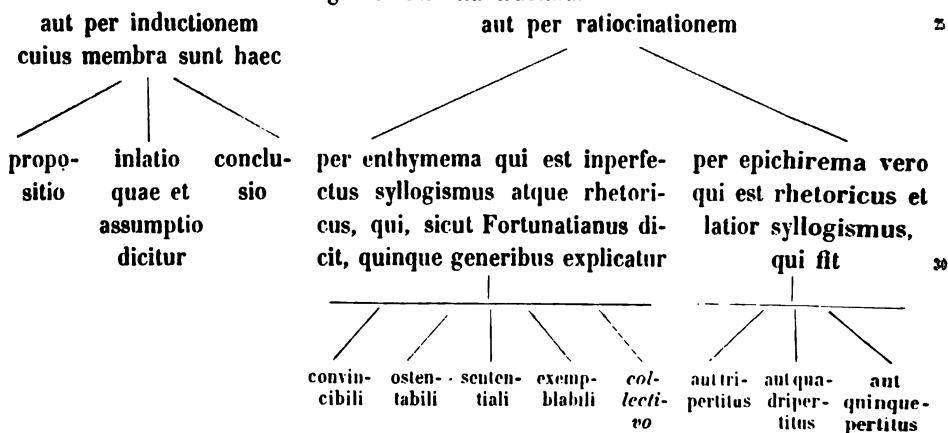 aut per inductionem
cuius membra sunt haec
aut per ratiocinationem
25
propo-
sitio
inlatio
quae et
assumptio
dicitur
conclu-
sio
per enthymema qui est inperfe-
ctus syllogismus atque rhetori-
cus, qui, sicut Fortunatianus di-
cit, quinque generibus explicatur
per epichirema vero
qui est rhetoricus et
latior syllogismus,
qui fit
30
convin-
cibili
osten-
tabili
senten-
tiali
exemp-
blabili
col-
lecti-
vo
aut tri-
pertitus
aut qua-
driper-
titus
aut
quinque-
pertitus